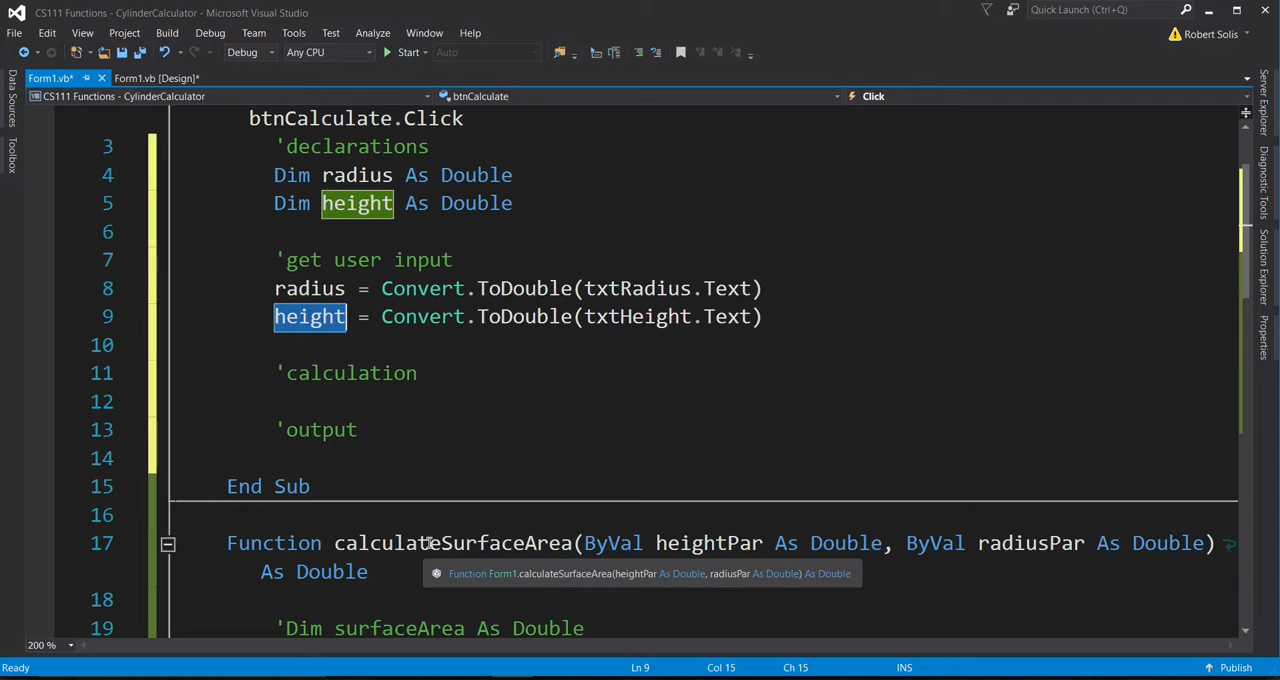 CS111 Functions - CylinderCalculator - Microsoft Visual Studio
Quick Launch (Ctrl+Q)
File Edit View Project Build Debug Team Tools Test Analyze Window Help
Robert Solis
Debug Any CPU Start Auto
Form1.vb* Form1.vb [Design]*
CS111 Functions - CylinderCalculator btnCalculate Click
btnCalculate.Click
3 'declarations
4 Dim radius As Double
5 Dim height As Double
6
7 'get user input
8 radius = Convert.ToDouble(txtRadius.Text)
9 height = Convert.ToDouble(txtHeight.Text)
10
11 'calculation
12
13 'output
14
15 End Sub
16
17 Function calculateSurfaceArea(ByVal heightPar As Double, ByVal radiusPar As Double)
As Double
Function Form1.calculateSurfaceArea(heightPar As Double, radiusPar As Double) As Double
18
19 'Dim surfaceArea As Double
200 %
Ready Ln 9 Col 15 Ch 15 INS Publish
Data Sources
Toolbox
Server Explorer
Diagnostic Tools
Solution Explorer
Properties